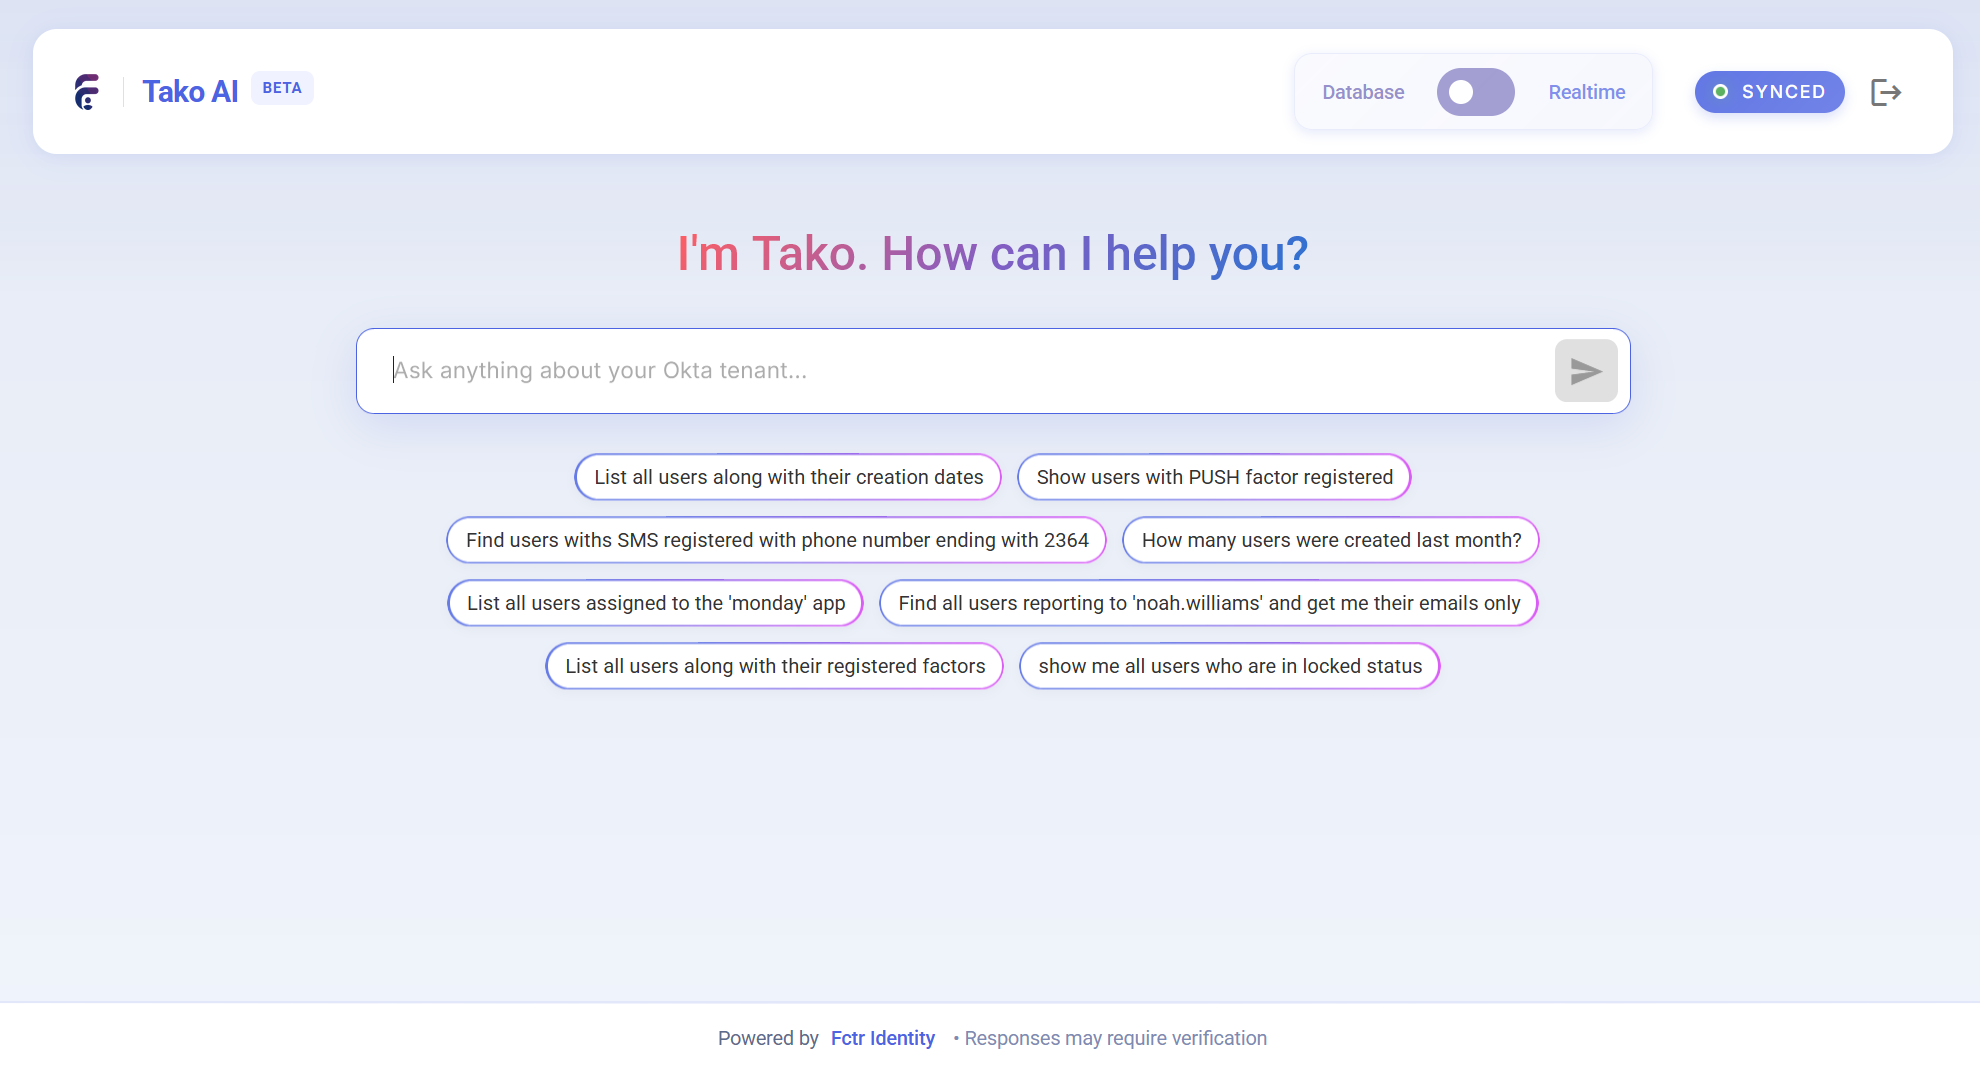 Tako AI BETA Database Realtime SYNCED
I'm Tako. How can I help you?
Ask anything about your Okta tenant...
List all users along with their creation dates
Show users with PUSH factor registered
Find users withs SMS registered with phone number ending with 2364
How many users were created last month?
List all users assigned to the 'monday' app
Find all users reporting to 'noah.williams' and get me their emails only
List all users along with their registered factors
show me all users who are in locked status
Powered by Fctr Identity • Responses may require verification